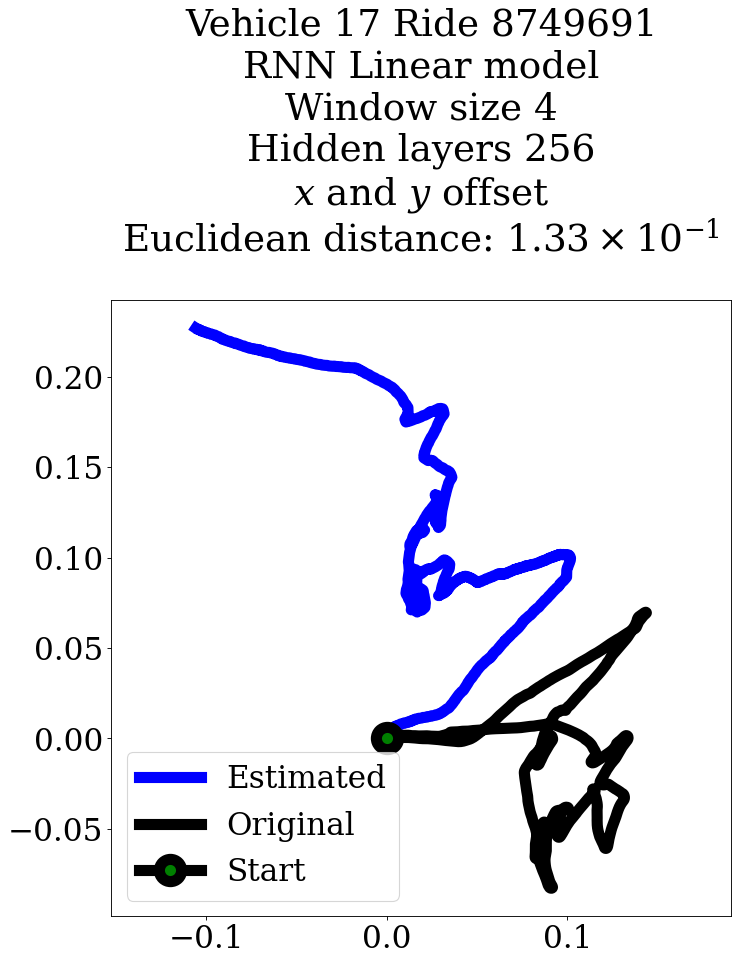 Vehicle 17 Ride 8749691
RNN Linear model
Window size 4
Hidden layers 256
x and y offset
Euclidean distance: 1.33 × 10⁻¹
0.20
0.15
0.10
0.05
0.00
−0.05
Estimated
Original
Start
−0.1
0.0
0.1